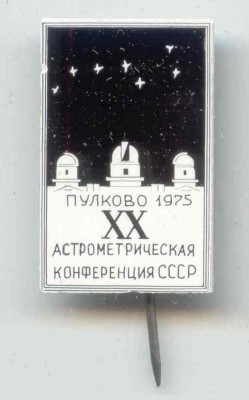 ПУЛКОВО 1975
XX
АСТРОМЕТРИЧЕСКАЯ
КОНФЕРЕНЦИЯ СССР